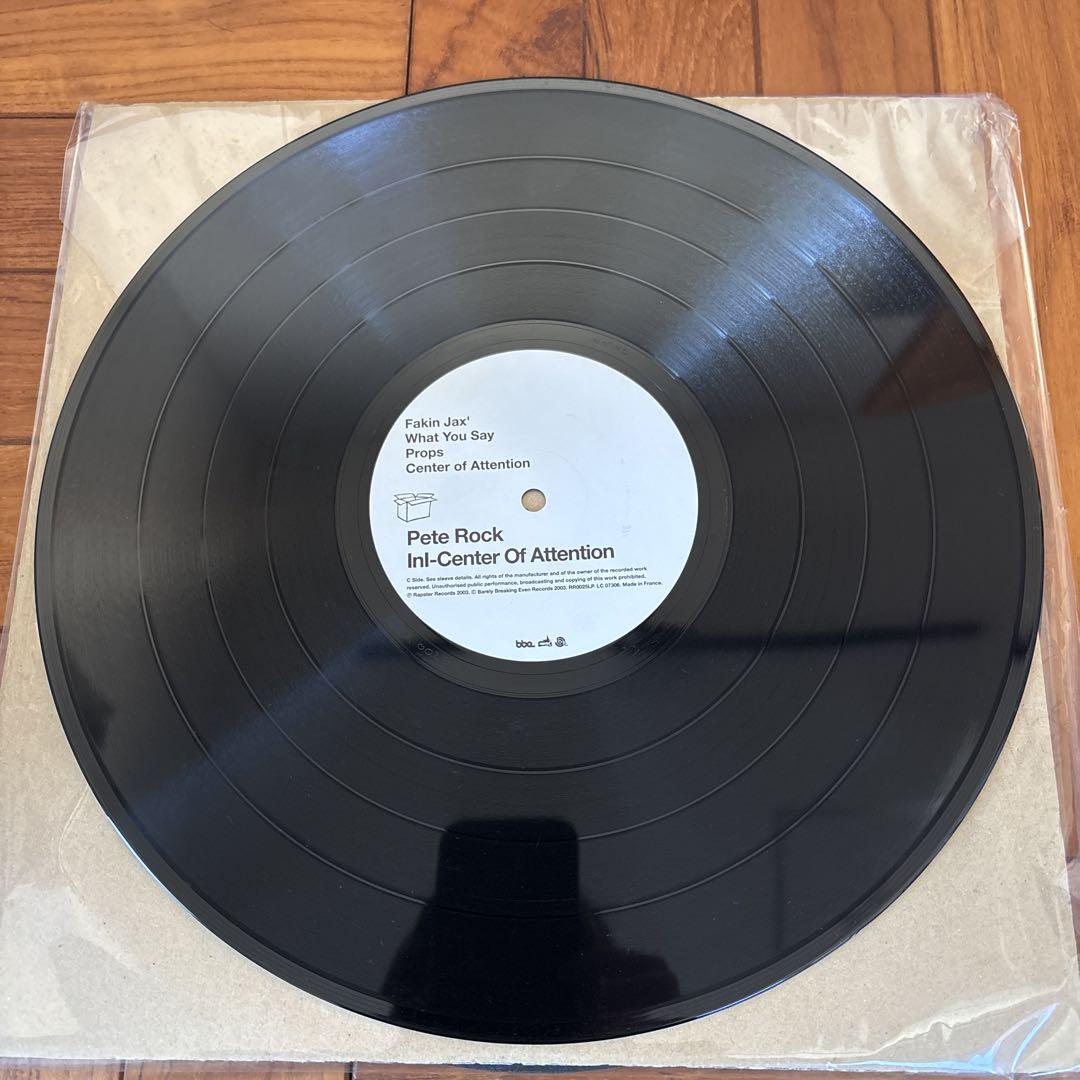 Fakin Jax'
What You Say
Props
Center of Attention
Pete Rock
InI-Center Of Attention
C Side. See sleeve details. All rights of the manufacturer and of the owner of the recorded work
reserved. Unauthorised public performance, broadcasting and copying of this work prohibited.
℗ Rapster Records 2003. © Barely Breaking Even Records 2003. RR0025LP. LC 07306. Made in France.
bbe.